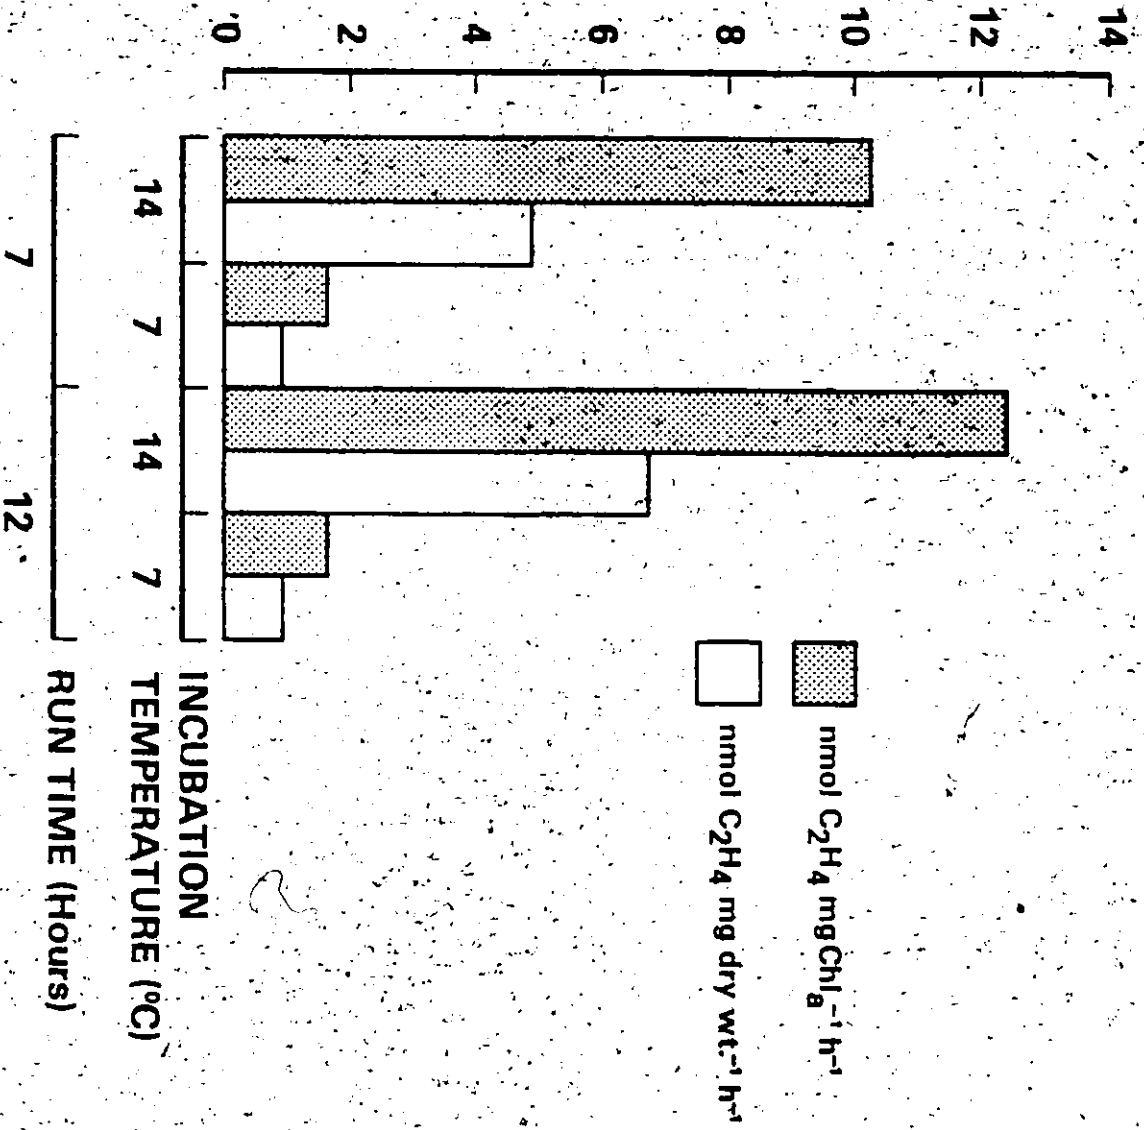 14
12
10
8
6
4
2
0
nmol C2H4 mgChla⁻¹ h⁻¹
nmol C2H4 mg dry wt.⁻¹ h⁻¹
14 7 14 7 INCUBATION
TEMPERATURE (ºC)
7 12 RUN TIME (Hours)